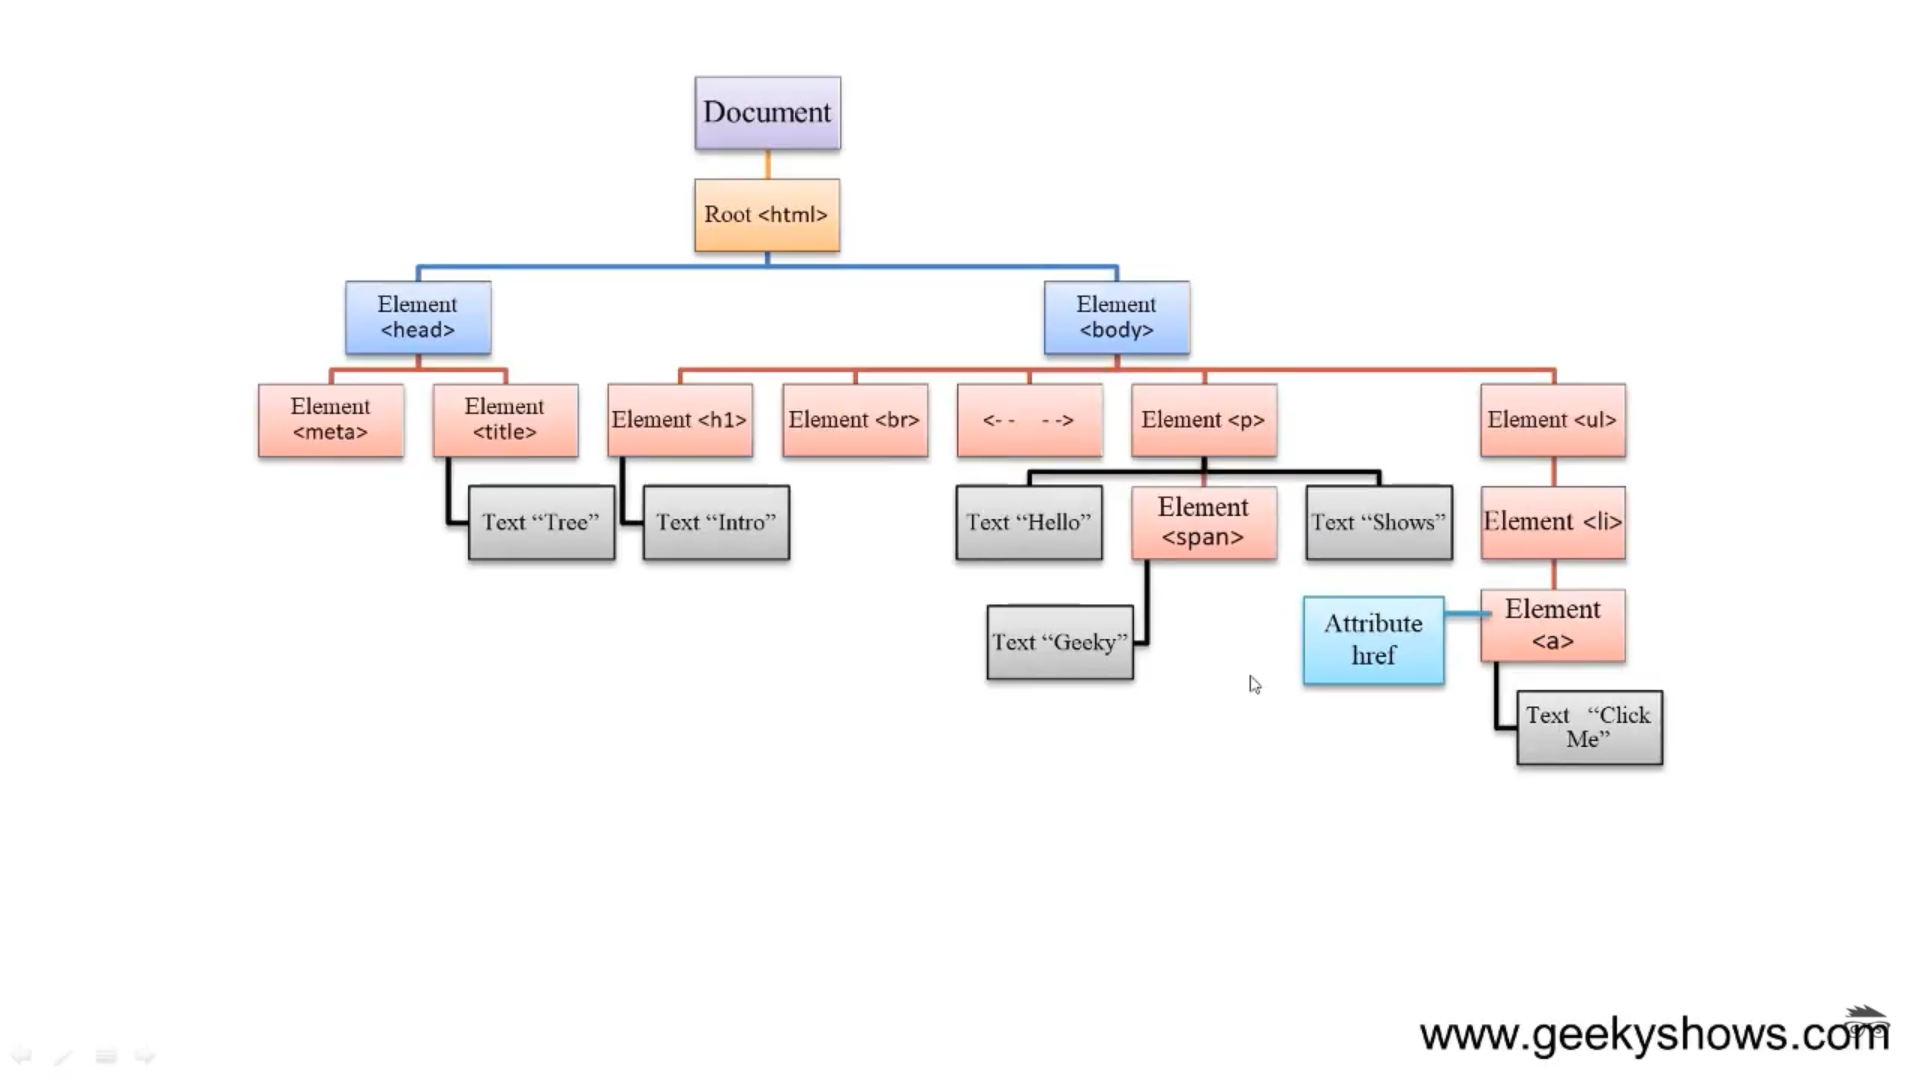 Document
Root <html>
Element
<head>
Element
<body>
Element
<meta>
Element
<title>
Element <h1>
Element <br>
<-- -->
Element <p>
Element <ul>
Text “Tree”
Text “Intro”
Text “Hello”
Element
<span>
Text “Shows”
Element <li>
Text “Geeky”
Attribute
href
Element
<a>
Text “Click
Me”
www.geekyshows.com